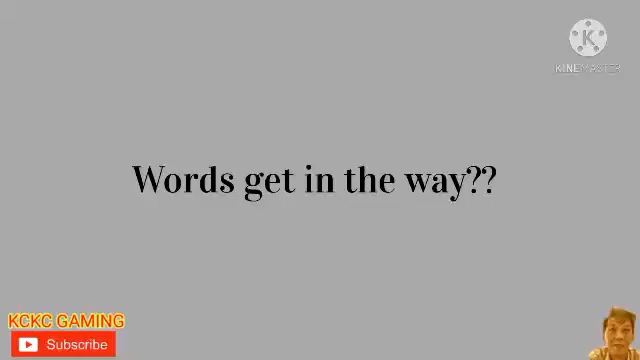 K
KINEMASTER
Words get in the way??
KCKC GAMING
Subscribe